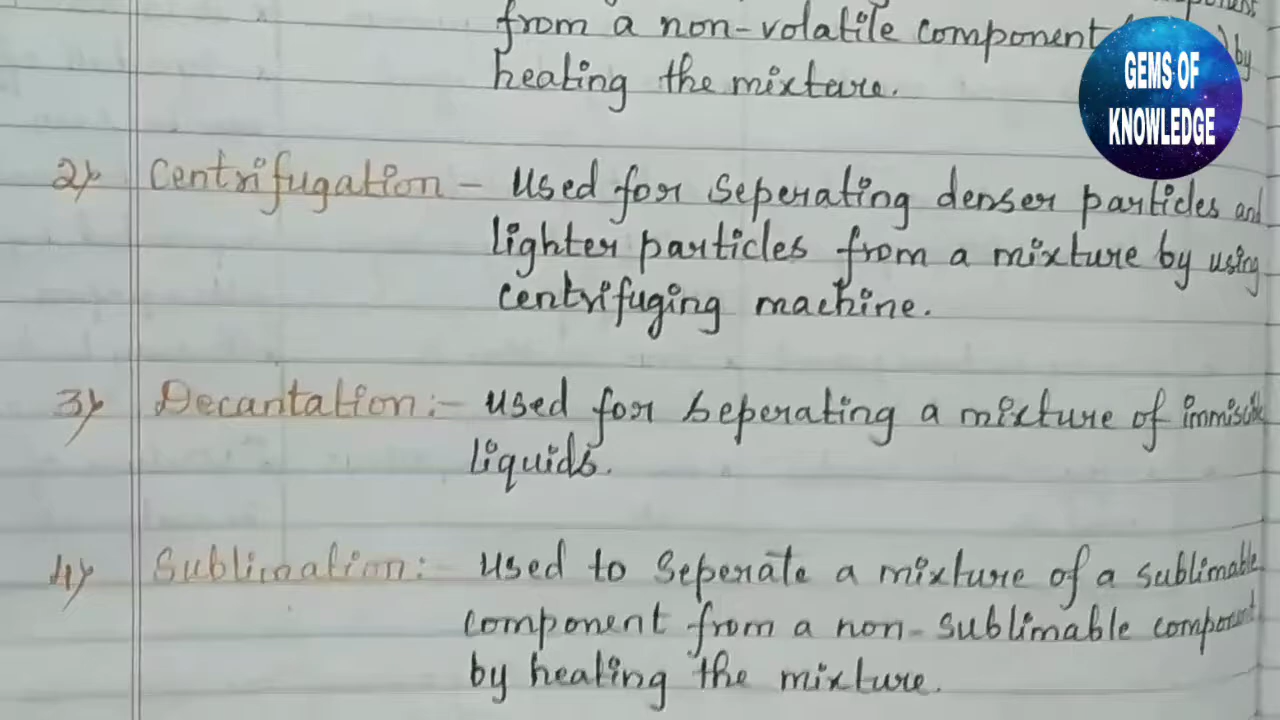 from a non-volatile component by
heating the mixture.
GEMS OF
KNOWLEDGE
2) Centrifugation - Used for seperating denser particles and
lighter particles from a mixture by using
centrifuging machine.
3) Decantation:- Used for seperating a mixture of immiscible
liquids.
4) Sublimation:- Used to seperate a mixture of a sublimable
component from a non-sublimable component
by heating the mixture.